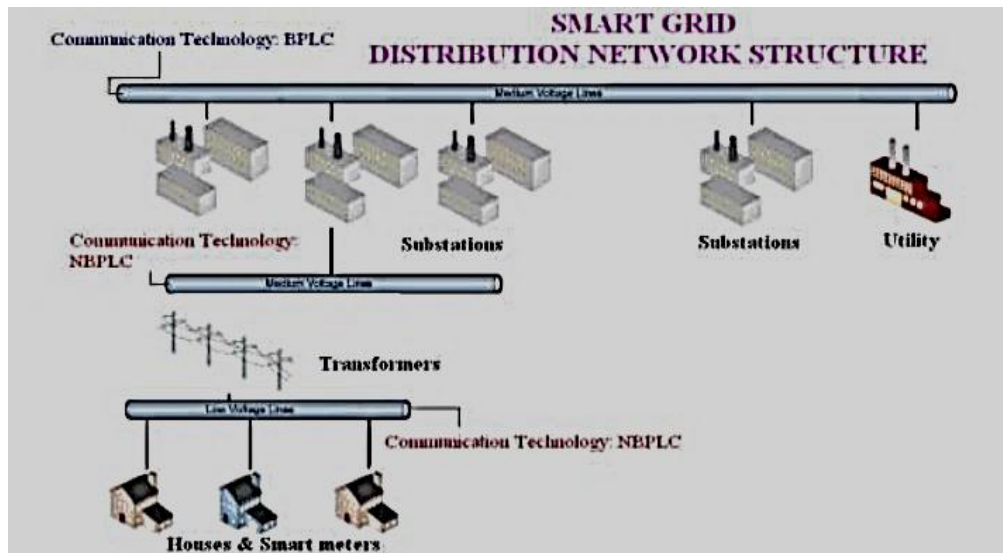 SMART GRID
DISTRIBUTION NETWORK STRUCTURE
Communication Technology: BPLC
Medium Voltage Lines
Substations
Substations
Utility
Communication Technology:
NBPLC
Medium Voltage Lines
Transformers
Low Voltage Lines
Communication Technology: NBPLC
Houses & Smart meters